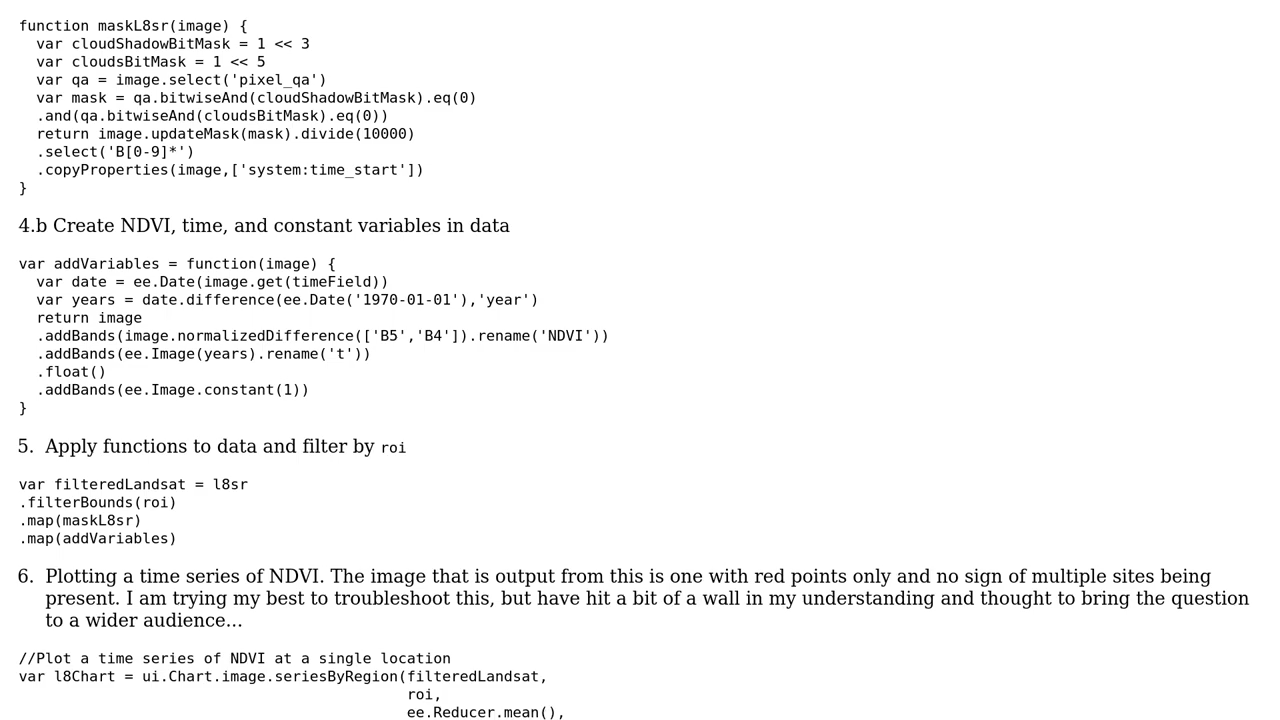 function maskL8sr(image) {
  var cloudShadowBitMask = 1 << 3
  var cloudsBitMask = 1 << 5
  var qa = image.select('pixel_qa')
  var mask = qa.bitwiseAnd(cloudShadowBitMask).eq(0)
  .and(qa.bitwiseAnd(cloudsBitMask).eq(0))
  return image.updateMask(mask).divide(10000)
  .select('B[0-9]*')
  .copyProperties(image,['system:time_start'])
}
4.b Create NDVI, time, and constant variables in data
var addVariables = function(image) {
  var date = ee.Date(image.get(timeField))
  var years = date.difference(ee.Date('1970-01-01'),'year')
  return image
  .addBands(image.normalizedDifference(['B5','B4']).rename('NDVI'))
  .addBands(ee.Image(years).rename('t'))
  .float()
  .addBands(ee.Image.constant(1))
}
5. Apply functions to data and filter by roi
var filteredLandsat = l8sr
.filterBounds(roi)
.map(maskL8sr)
.map(addVariables)
6. Plotting a time series of NDVI. The image that is output from this is one with red points only and no sign of multiple sites being
present. I am trying my best to troubleshoot this, but have hit a bit of a wall in my understanding and thought to bring the question
to a wider audience...
//Plot a time series of NDVI at a single location
var l8Chart = ui.Chart.image.seriesByRegion(filteredLandsat,
                                            roi,
                                            ee.Reducer.mean(),